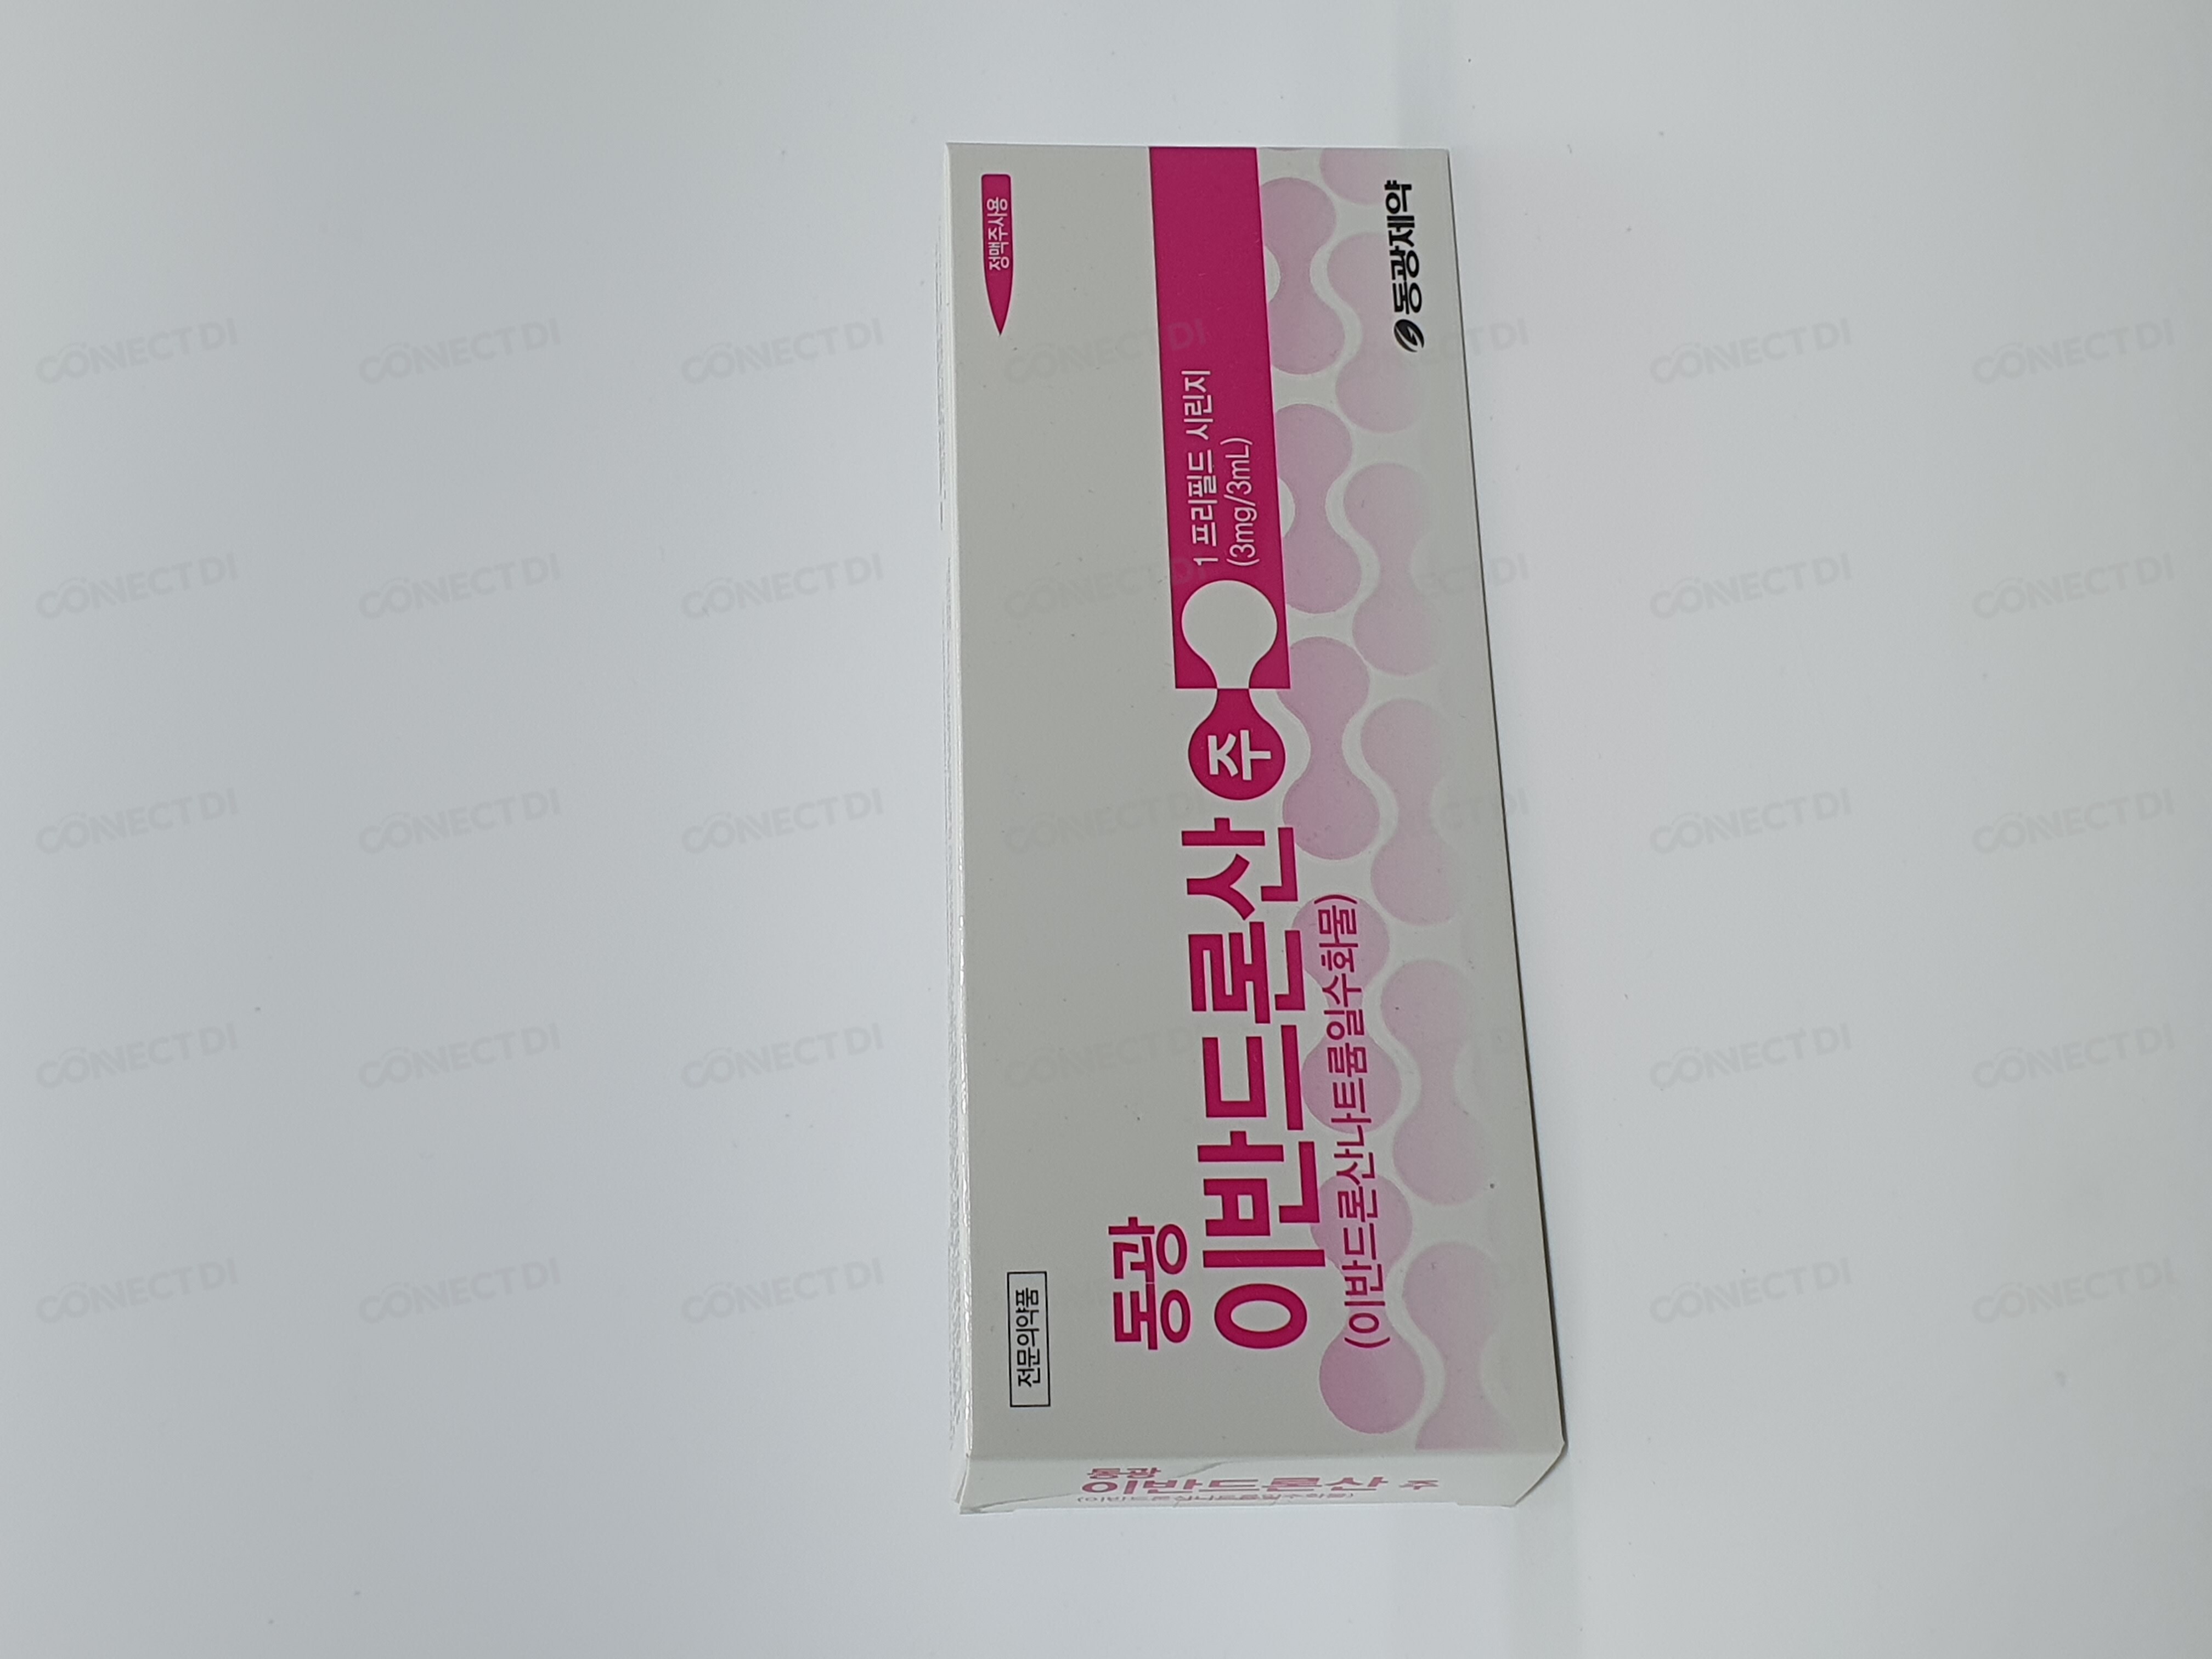 전문의약품
정맥주사용
동광
이반드론산 주
1 프리필드 시린지
(3mg/3mL)
(이반드론산나트륨일수화물)
동광제약
동광
이반드론산 주
CONNECT DI